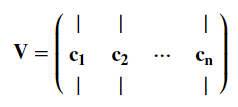 V = ( | | |
c₁ c₂ ⋯ cₙ
| | | )